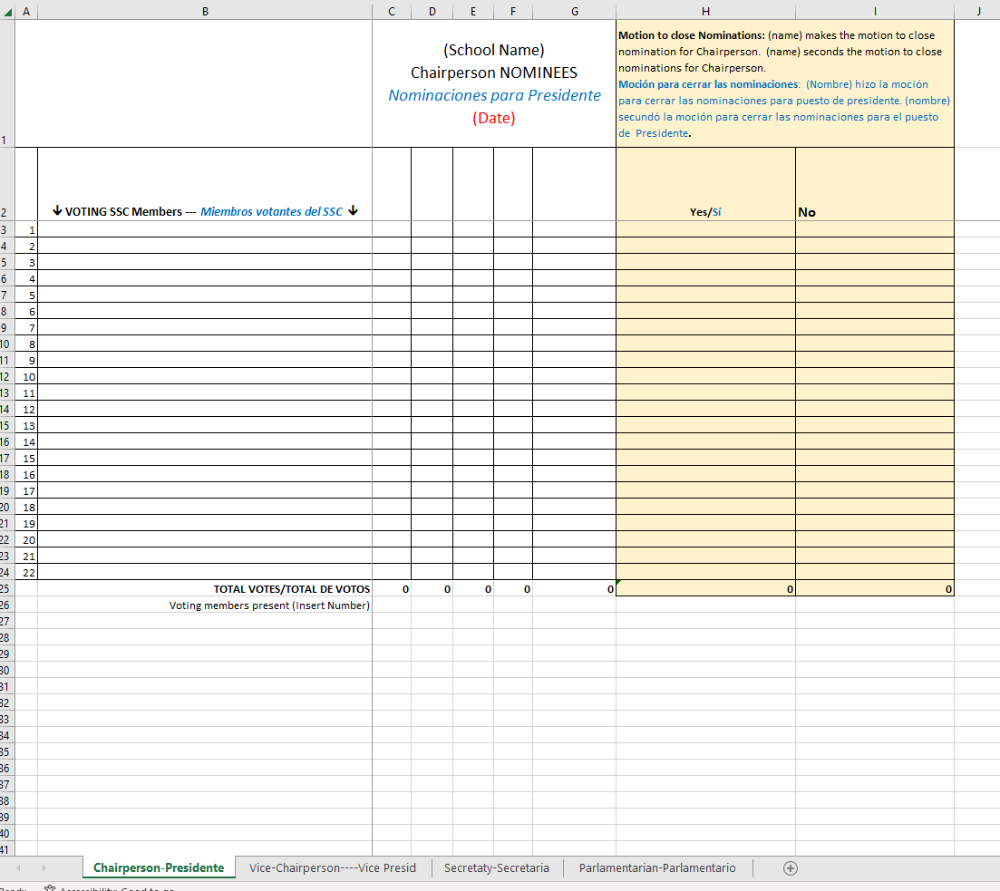 A B C D E F G H I J
(School Name)
Chairperson NOMINEES
Nominaciones para Presidente
(Date)
Motion to close Nominations: (name) makes the motion to close
nomination for Chairperson. (name) seconds the motion to close
nominations for Chairperson.
Moción para cerrar las nominaciones: (Nombre) hizo la moción
para cerrar las nominaciones para puesto de presidente. (nombre)
secundó la moción para cerrar las nominaciones para el puesto
de Presidente.
1
2 ↓ VOTING SSC Members --- Miembros votantes del SSC ↓ Yes/Sí No
3 1
4 2
5 3
6 4
7 5
8 6
9 7
10 8
11 9
12 10
13 11
14 12
15 13
16 14
17 15
18 16
19 17
20 18
21 19
22 20
23 21
24 22
25 TOTAL VOTES/TOTAL DE VOTOS 0 0 0 0 0 0 0
26 Voting members present (Insert Number)
27
28
29
30
31
32
33
34
35
36
37
38
39
40
41
Chairperson-Presidente Vice-Chairperson----Vice Presid Secretaty-Secretaria Parlamentarian-Parlamentario